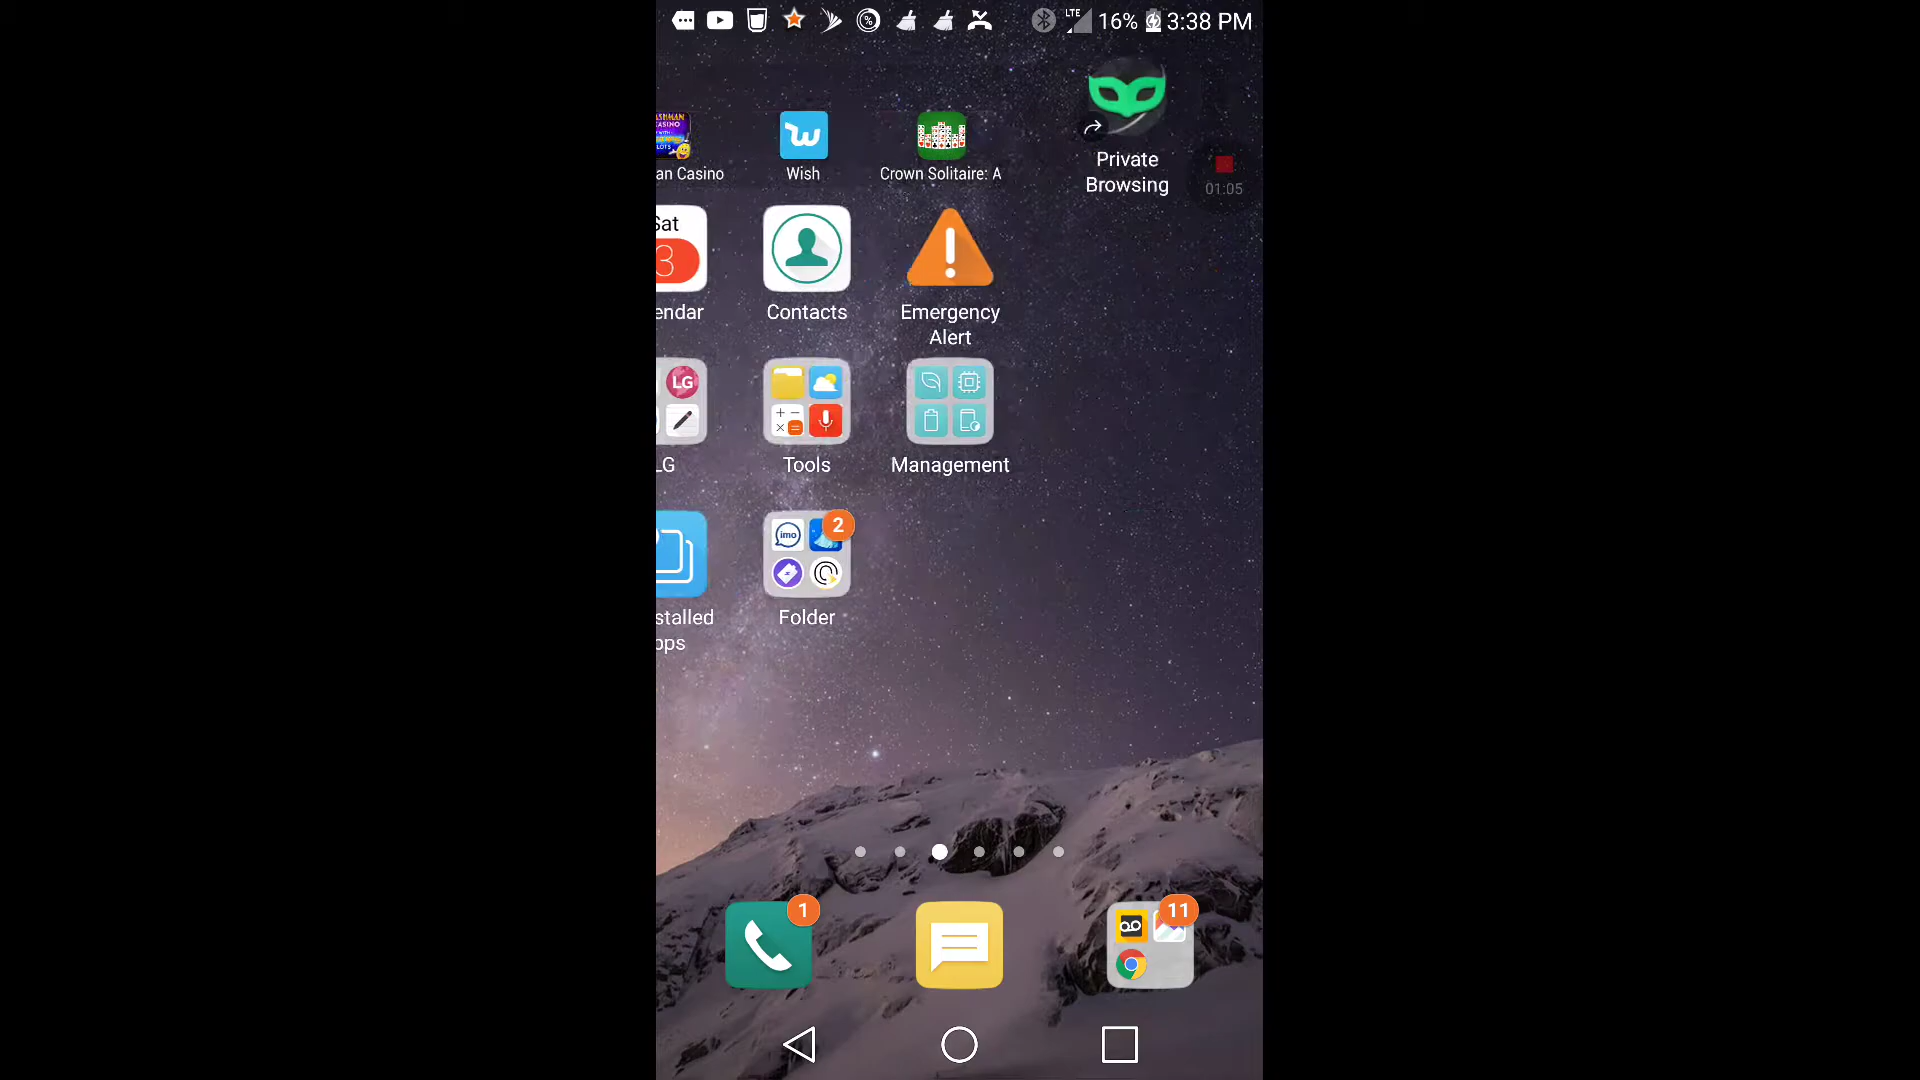 LTE 16% 3:38 PM
an Casino
Wish
Crown Solitaire: A
Private
Browsing
01:05
Sat
3
endar
Contacts
Emergency
Alert
LG
LG
Tools
Management
imo
2
stalled
pps
Folder
1
11